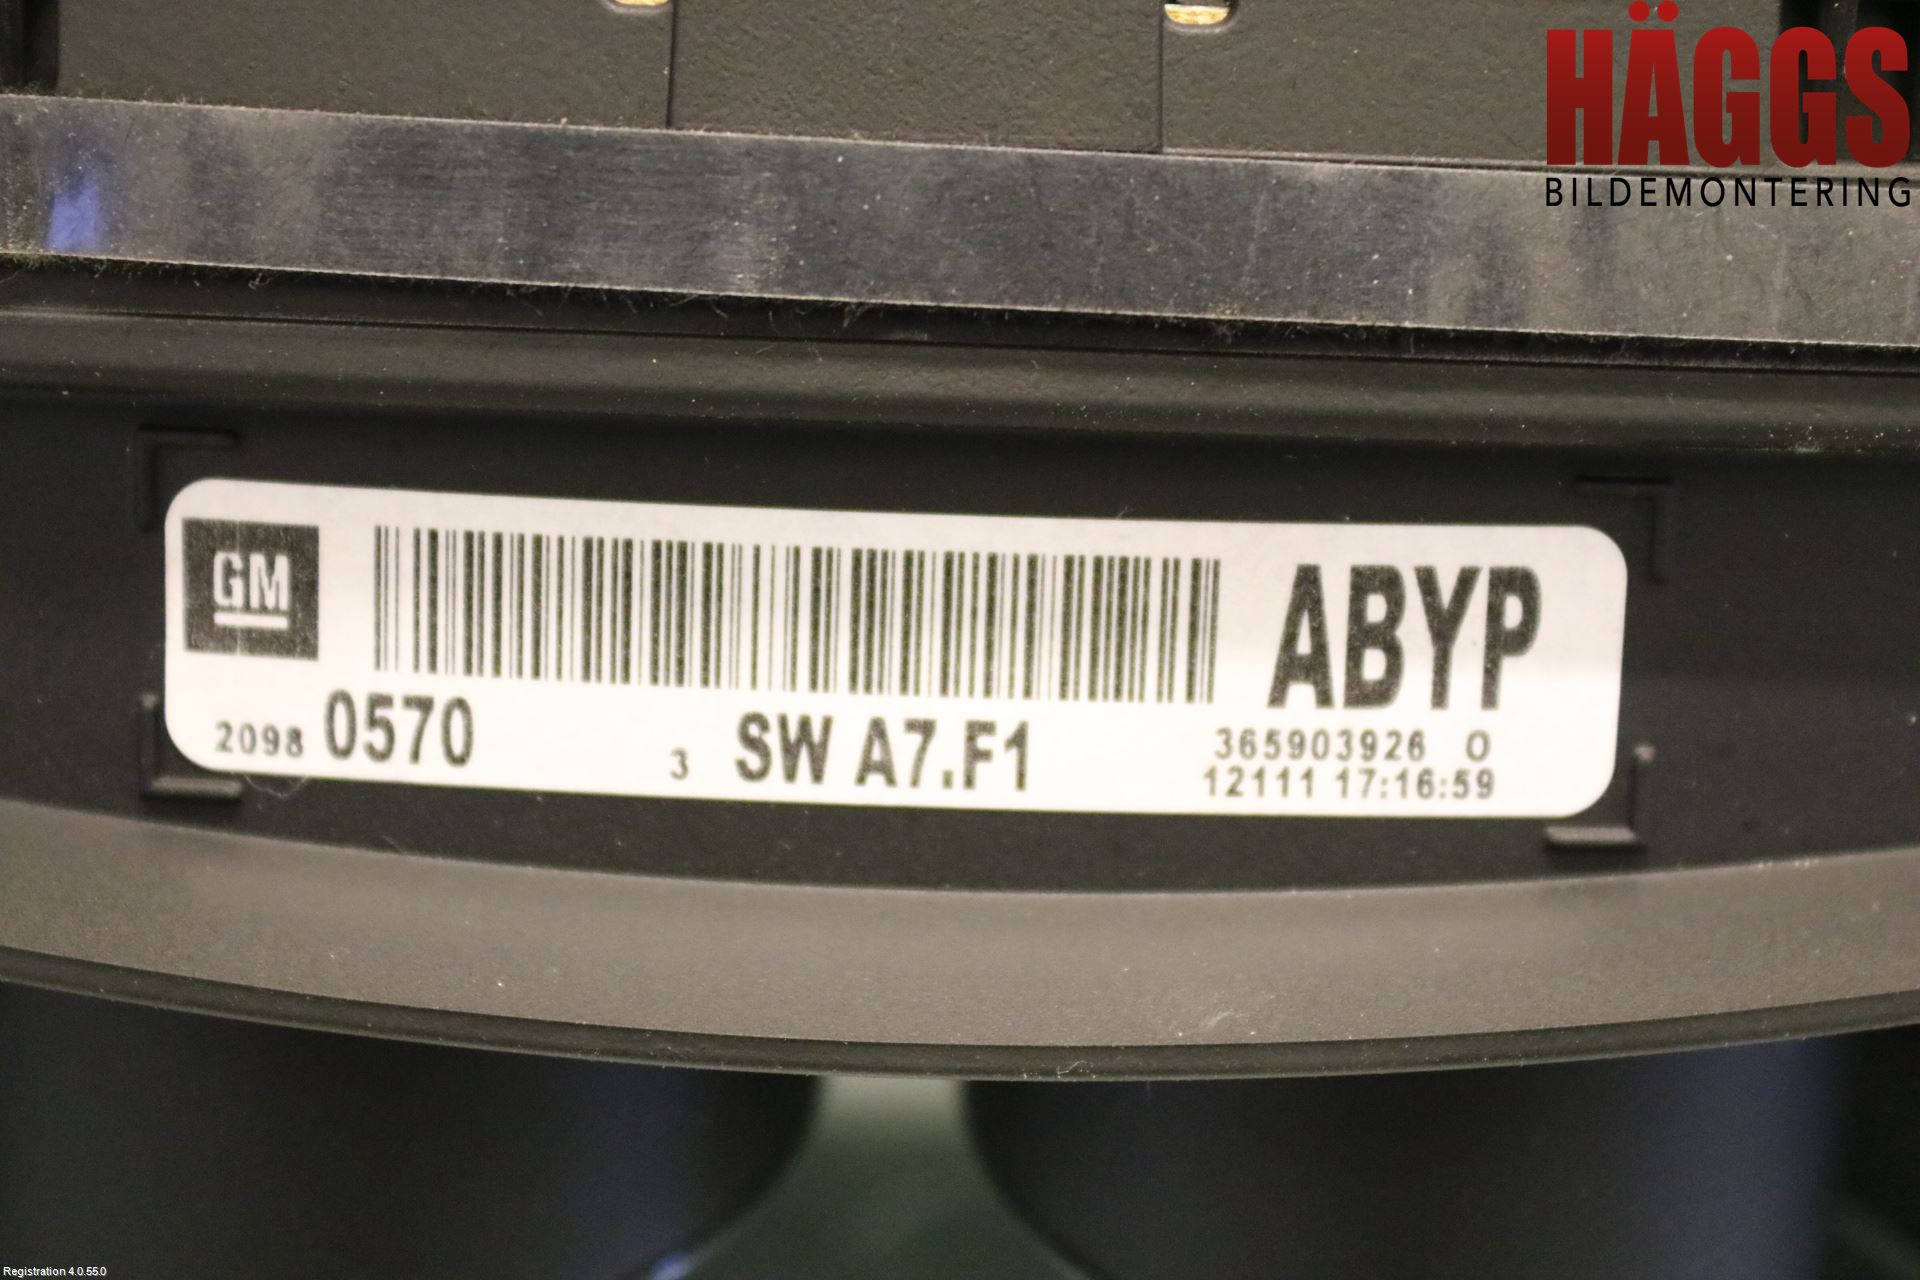 HÄGGS
BILDEMONTERING
GM
ABYP
2098 0570
3 SW A7.F1
365903926 0
12111 17:16:59
Registration 4.0.55.0